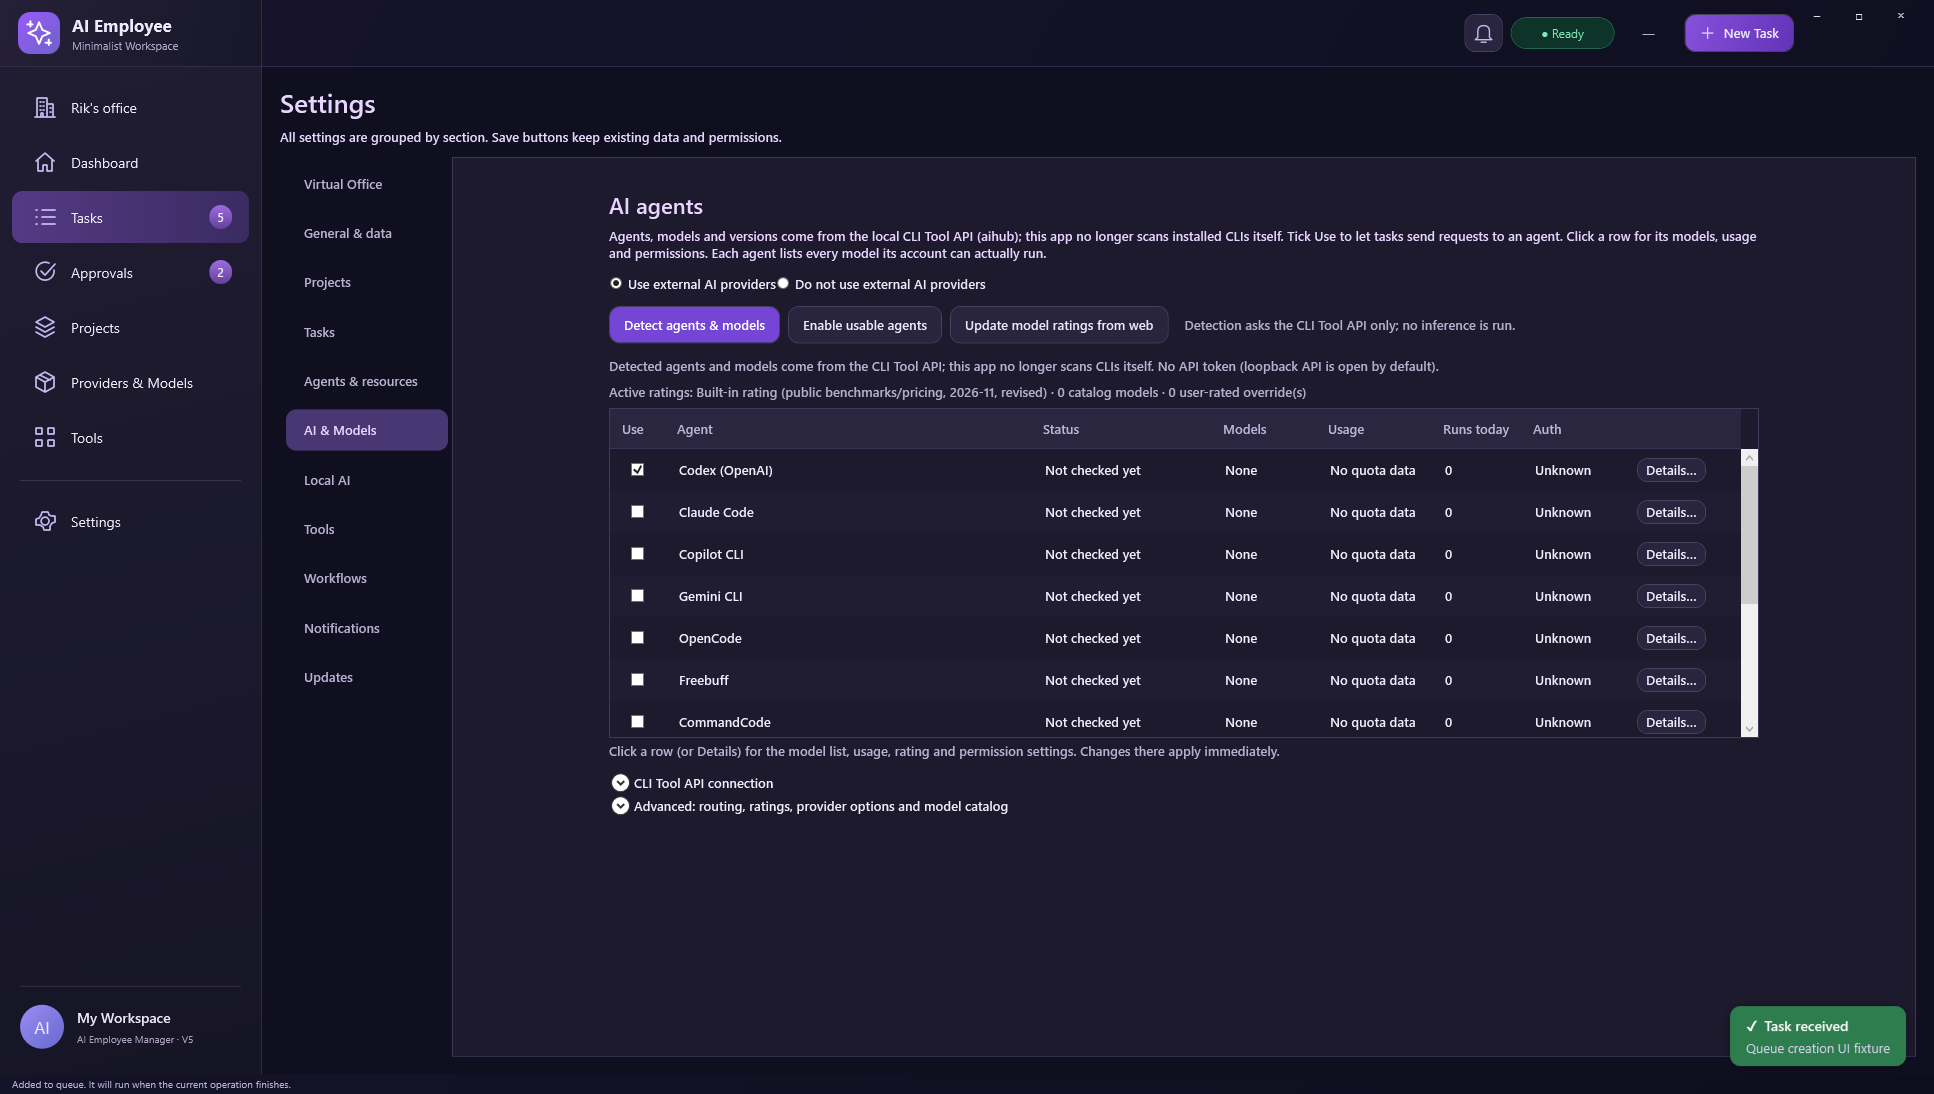 AI Employee
Minimalist Workspace
● Ready
—
New Task
Rik's office
Dashboard
Tasks
5
Approvals
2
Projects
Providers & Models
Tools
Settings
AI
My Workspace
AI Employee Manager · V5
Settings
All settings are grouped by section. Save buttons keep existing data and permissions.
Virtual Office
General & data
Projects
Tasks
Agents & resources
AI & Models
Local AI
Tools
Workflows
Notifications
Updates
AI agents
Agents, models and versions come from the local CLI Tool API (aihub); this app no longer scans installed CLIs itself. Tick Use to let tasks send requests to an agent. Click a row for its models, usage
and permissions. Each agent lists every model its account can actually run.
Use external AI providers Do not use external AI providers
Detect agents & models Enable usable agents Update model ratings from web Detection asks the CLI Tool API only; no inference is run.
Detected agents and models come from the CLI Tool API; this app no longer scans CLIs itself. No API token (loopback API is open by default).
Active ratings: Built-in rating (public benchmarks/pricing, 2026-11, revised) · 0 catalog models · 0 user-rated override(s)
Use Agent Status Models Usage Runs today Auth
Codex (OpenAI) Not checked yet None No quota data 0 Unknown Details...
Claude Code Not checked yet None No quota data 0 Unknown Details...
Copilot CLI Not checked yet None No quota data 0 Unknown Details...
Gemini CLI Not checked yet None No quota data 0 Unknown Details...
OpenCode Not checked yet None No quota data 0 Unknown Details...
Freebuff Not checked yet None No quota data 0 Unknown Details...
CommandCode Not checked yet None No quota data 0 Unknown Details...
Click a row (or Details) for the model list, usage, rating and permission settings. Changes there apply immediately.
CLI Tool API connection
Advanced: routing, ratings, provider options and model catalog
✓ Task received
Queue creation UI fixture
Added to queue. It will run when the current operation finishes.